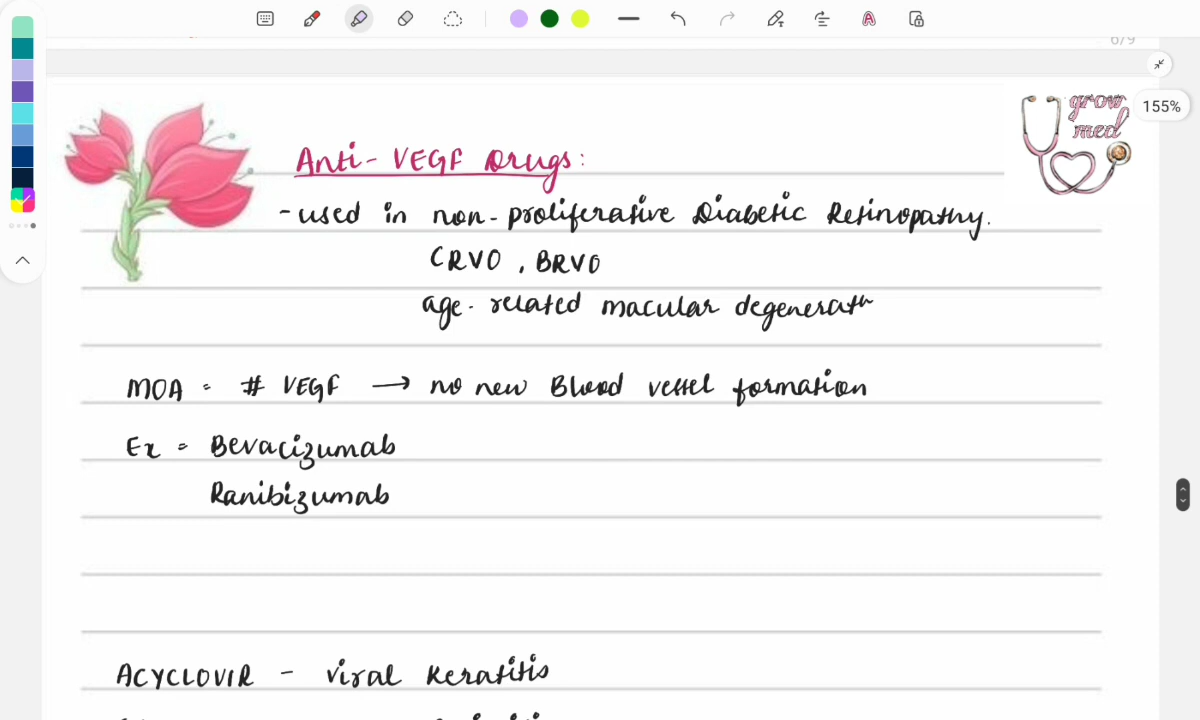 6/9
155%
grow
med
Anti-VEGF Drugs:
-used in non-proliferative Diabetic Retinopathy.
CRVO, BRVO
age-related macular degenerath
MOA = # VEGF → no new Blood vessel formation
Ex = Bevacizumab
Ranibizumab
ACYCLOVIR - viral keratitis